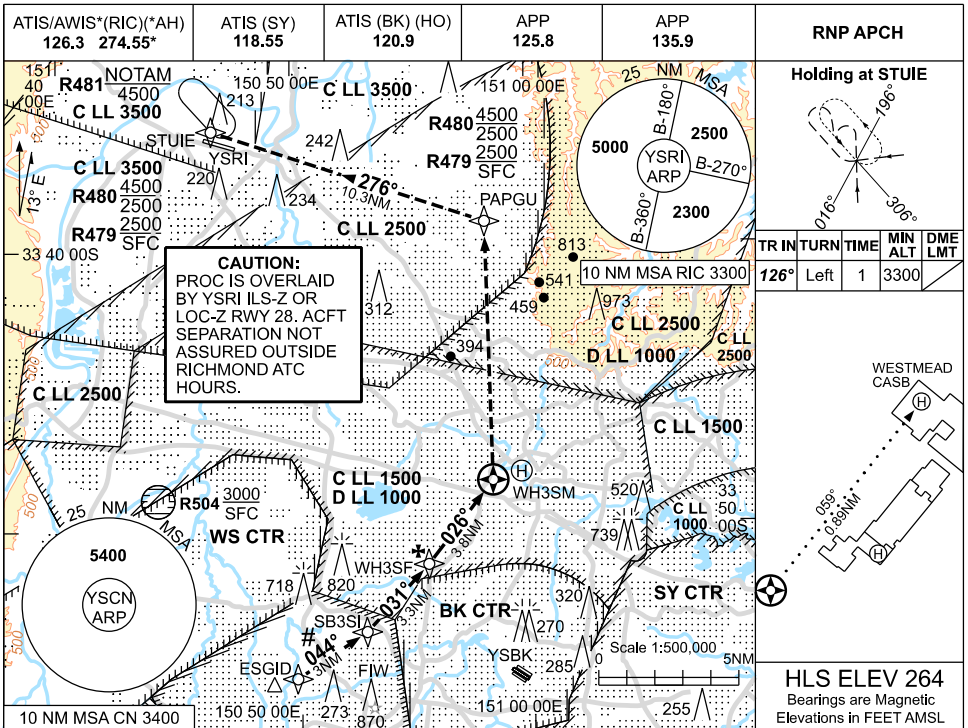 ATIS/AWIS*(RIC)(*AH)
126.3 274.55*
ATIS (SY)
118.55
ATIS (BK) (HO)
120.9
APP
125.8
APP
135.9
RNP APCH
151
40
00E
R481
NOTAM
4500
C LL 3500
213
150 50 00E
C LL 3500
151 00 00E
25 NM MSA
STUIE
YSRI
220
242
234
R480 4500
2500
R479 2500
SFC
5000
B-180°
2500
YSRI
ARP
B-270°
B-360°
2300
13° E
C LL 3500
R480 4500
2500
R479 2500
SFC
276°
10.3NM
PAPGU
C LL 2500
33 40 00S
CAUTION:
PROC IS OVERLAID
BY YSRI ILS-Z OR
LOC-Z RWY 28. ACFT
SEPARATION NOT
ASSURED OUTSIDE
RICHMOND ATC
HOURS.
312
813
10 NM MSA RIC 3300
541
459
973
C LL 2500
D LL 1000
C LL
2500
394
500
500
C LL 2500
C LL 1500
C LL 1500
D LL 1000
H
WH3SM
520
739
C LL
1000
33
50
00S
500
25 NM MSA
R504 3000
SFC
WS CTR
5400
YSCN
ARP
026°
3.8NM
WH3SF
718
820
031°
3.3NM
SB3SI
BK CTR
320
SY CTR
270
#
044°
3NM
ESGID
FIW
YSBK
285
Scale 1:500,000
0
5NM
500
10 NM MSA CN 3400
150 50 00E
273
870
151 00 00E
255
Holding at STUIE
196°
016°
306°
TR IN TURN TIME MIN ALT DME LMT
126° Left 1 3300
WESTMEAD
CASB
H
059°
0.89NM
H
HLS ELEV 264
Bearings are Magnetic
Elevations in FEET AMSL